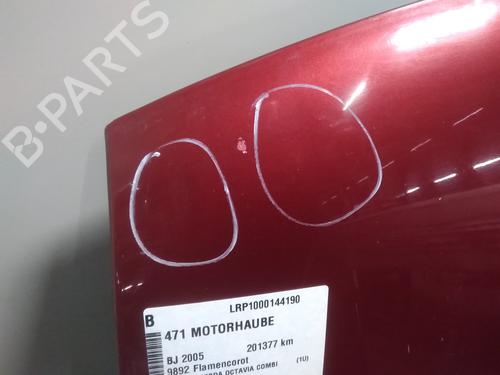 B-PARTS
LRP1000144190
B
471 MOTORHAUBE
BJ 2005 201377 km
9892 Flamencorot
OCTAVIA COMBI (1U)